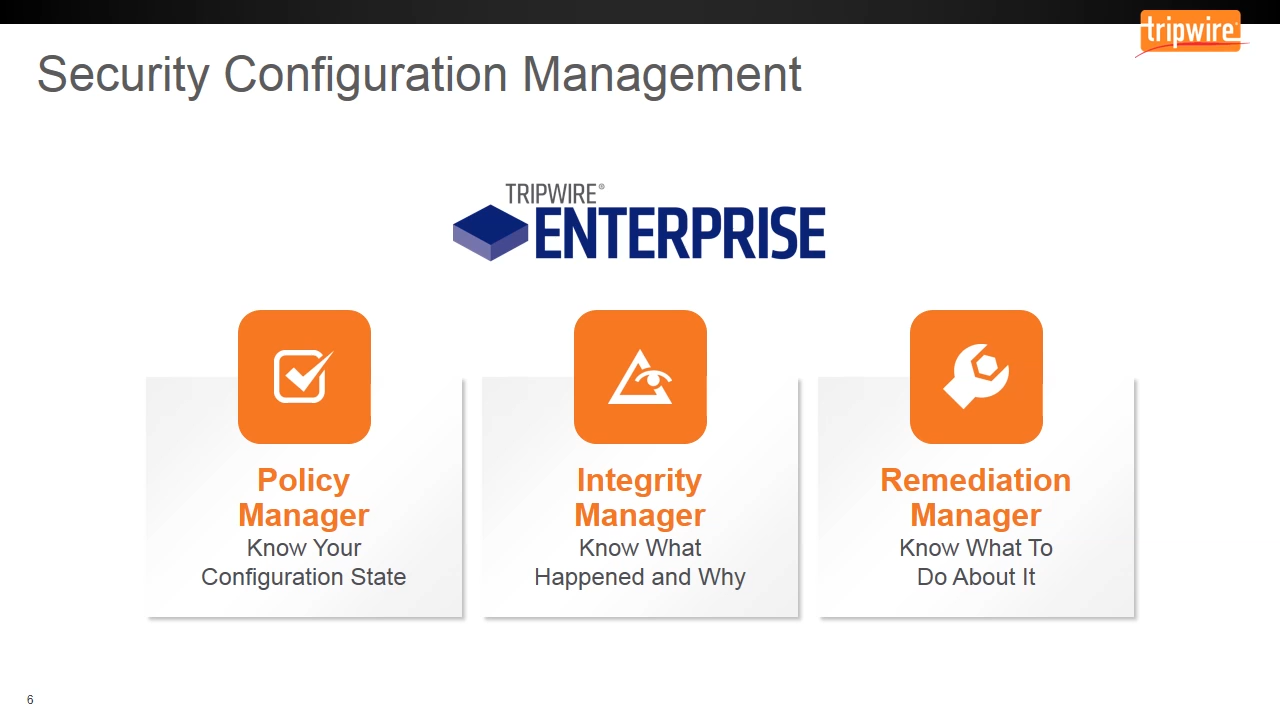 tripwire
Security Configuration Management
TRIPWIRE®
ENTERPRISE
Policy
Manager
Know Your
Configuration State
Integrity
Manager
Know What
Happened and Why
Remediation
Manager
Know What To
Do About It
6